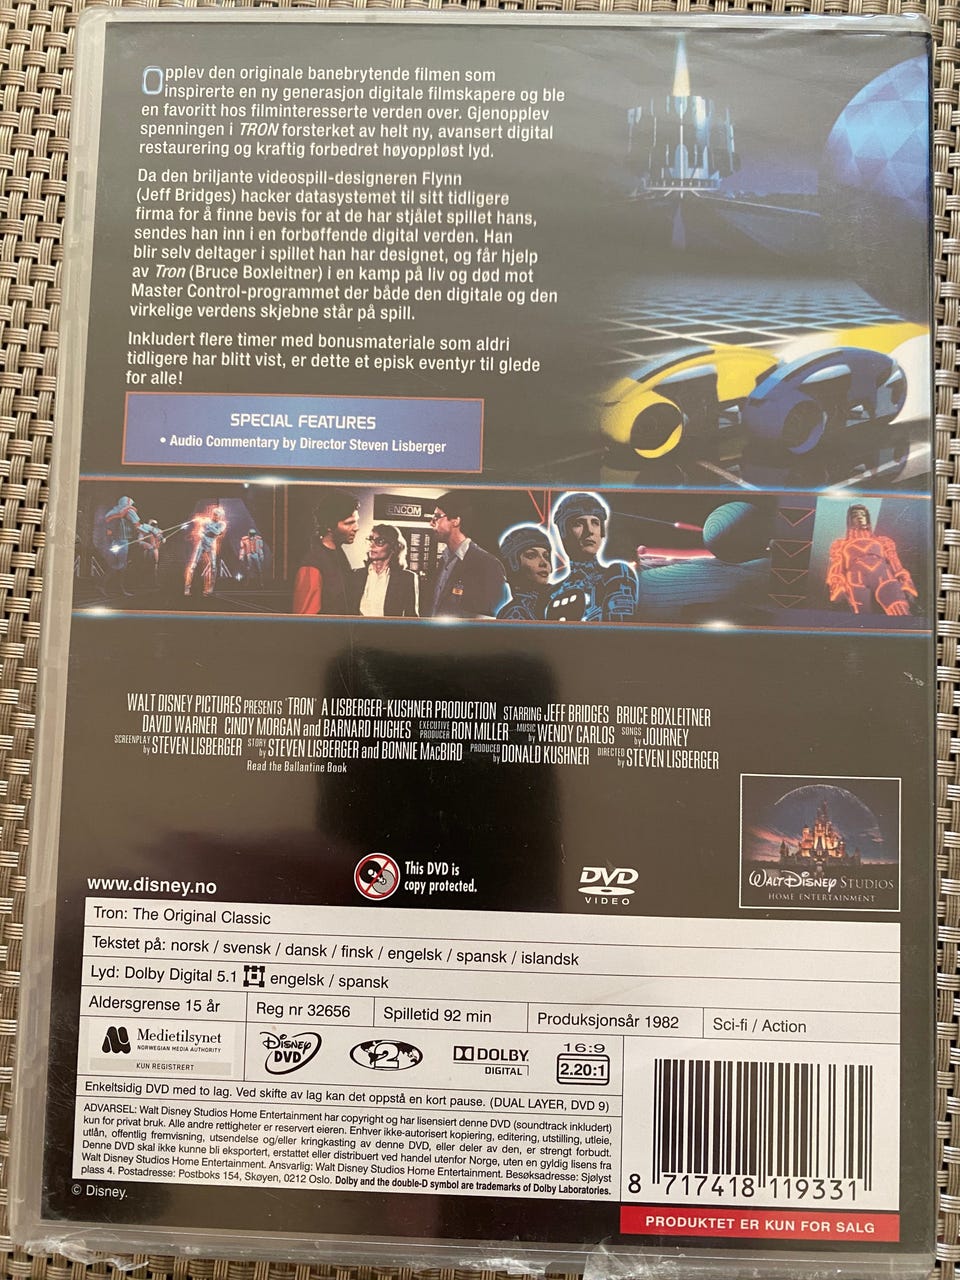 Opplev den originale banebrytende filmen som
inspirerte en ny generasjon digitale filmskapere og ble
en favoritt hos filminteresserte verden over. Gjenopplev
spenningen i TRON forsterket av helt ny, avansert digital
restaurering og kraftig forbedret høyoppløst lyd.
Da den briljante videospill-designeren Flynn
(Jeff Bridges) hacker datasystemet til sitt tidligere
firma for å finne bevis for at de har stjålet spillet hans,
sendes han inn i en forbøffende digital verden. Han
blir selv deltager i spillet han har designet, og får hjelp
av Tron (Bruce Boxleitner) i en kamp på liv og død mot
Master Control-programmet der både den digitale og den
virkelige verdens skjebne står på spill.
Inkludert flere timer med bonusmateriale som aldri
tidligere har blitt vist, er dette et episk eventyr til glede
for alle!
SPECIAL FEATURES
• Audio Commentary by Director Steven Lisberger
ENCOM
WALT DISNEY PICTURES PRESENTS 'TRON' A LISBERGER-KUSHNER PRODUCTION STARRING JEFF BRIDGES BRUCE BOXLEITNER
DAVID WARNER CINDY MORGAN and BARNARD HUGHES EXECUTIVE PRODUCER RON MILLER MUSIC by WENDY CARLOS SONGS by JOURNEY
SCREENPLAY by STEVEN LISBERGER STORY by STEVEN LISBERGER and BONNIE MacBIRD PRODUCED by DONALD KUSHNER DIRECTED by STEVEN LISBERGER
Read the Ballantine Book
WALT DISNEY STUDIOS
HOME ENTERTAINMENT
www.disney.no
This DVD is
copy protected.
DVD
VIDEO
Tron: The Original Classic
Tekstet på: norsk / svensk / dansk / finsk / engelsk / spansk / islandsk
Lyd: Dolby Digital 5.1 engelsk / spansk
Aldersgrense 15 år Reg nr 32656 Spilletid 92 min Produksjonsår 1982 Sci-fi / Action
Medietilsynet
NORWEGIAN MEDIA AUTHORITY
KUN REGISTRERT
DISNEY
DVD
2
DOLBY
DIGITAL
16:9
2.20:1
Enkeltsidig DVD med to lag. Ved skifte av lag kan det oppstå en kort pause. (DUAL LAYER, DVD 9)
ADVARSEL: Walt Disney Studios Home Entertainment har copyright og har lisensiert denne DVD (soundtrack inkludert)
kun for privat bruk. Alle andre rettigheter er reservert eieren. Enhver ikke-autorisert kopiering, editering, utstilling, utleie,
utlån, offentlig fremvisning, utsendelse og/eller kringkasting av denne DVD, eller deler av den, er strengt forbudt.
Denne DVD skal ikke kunne bli eksportert, erstattet eller distribuert ved handel utenfor Norge, uten en gyldig lisens fra
Walt Disney Studios Home Entertainment. Ansvarlig: Walt Disney Studios Home Entertainment. Besøksadresse: Sjølyst
plass 4. Postadresse: Postboks 154, Skøyen, 0212 Oslo. Dolby and the double-D symbol are trademarks of Dolby Laboratories.
© Disney.
8 717418 119331
PRODUKTET ER KUN FOR SALG